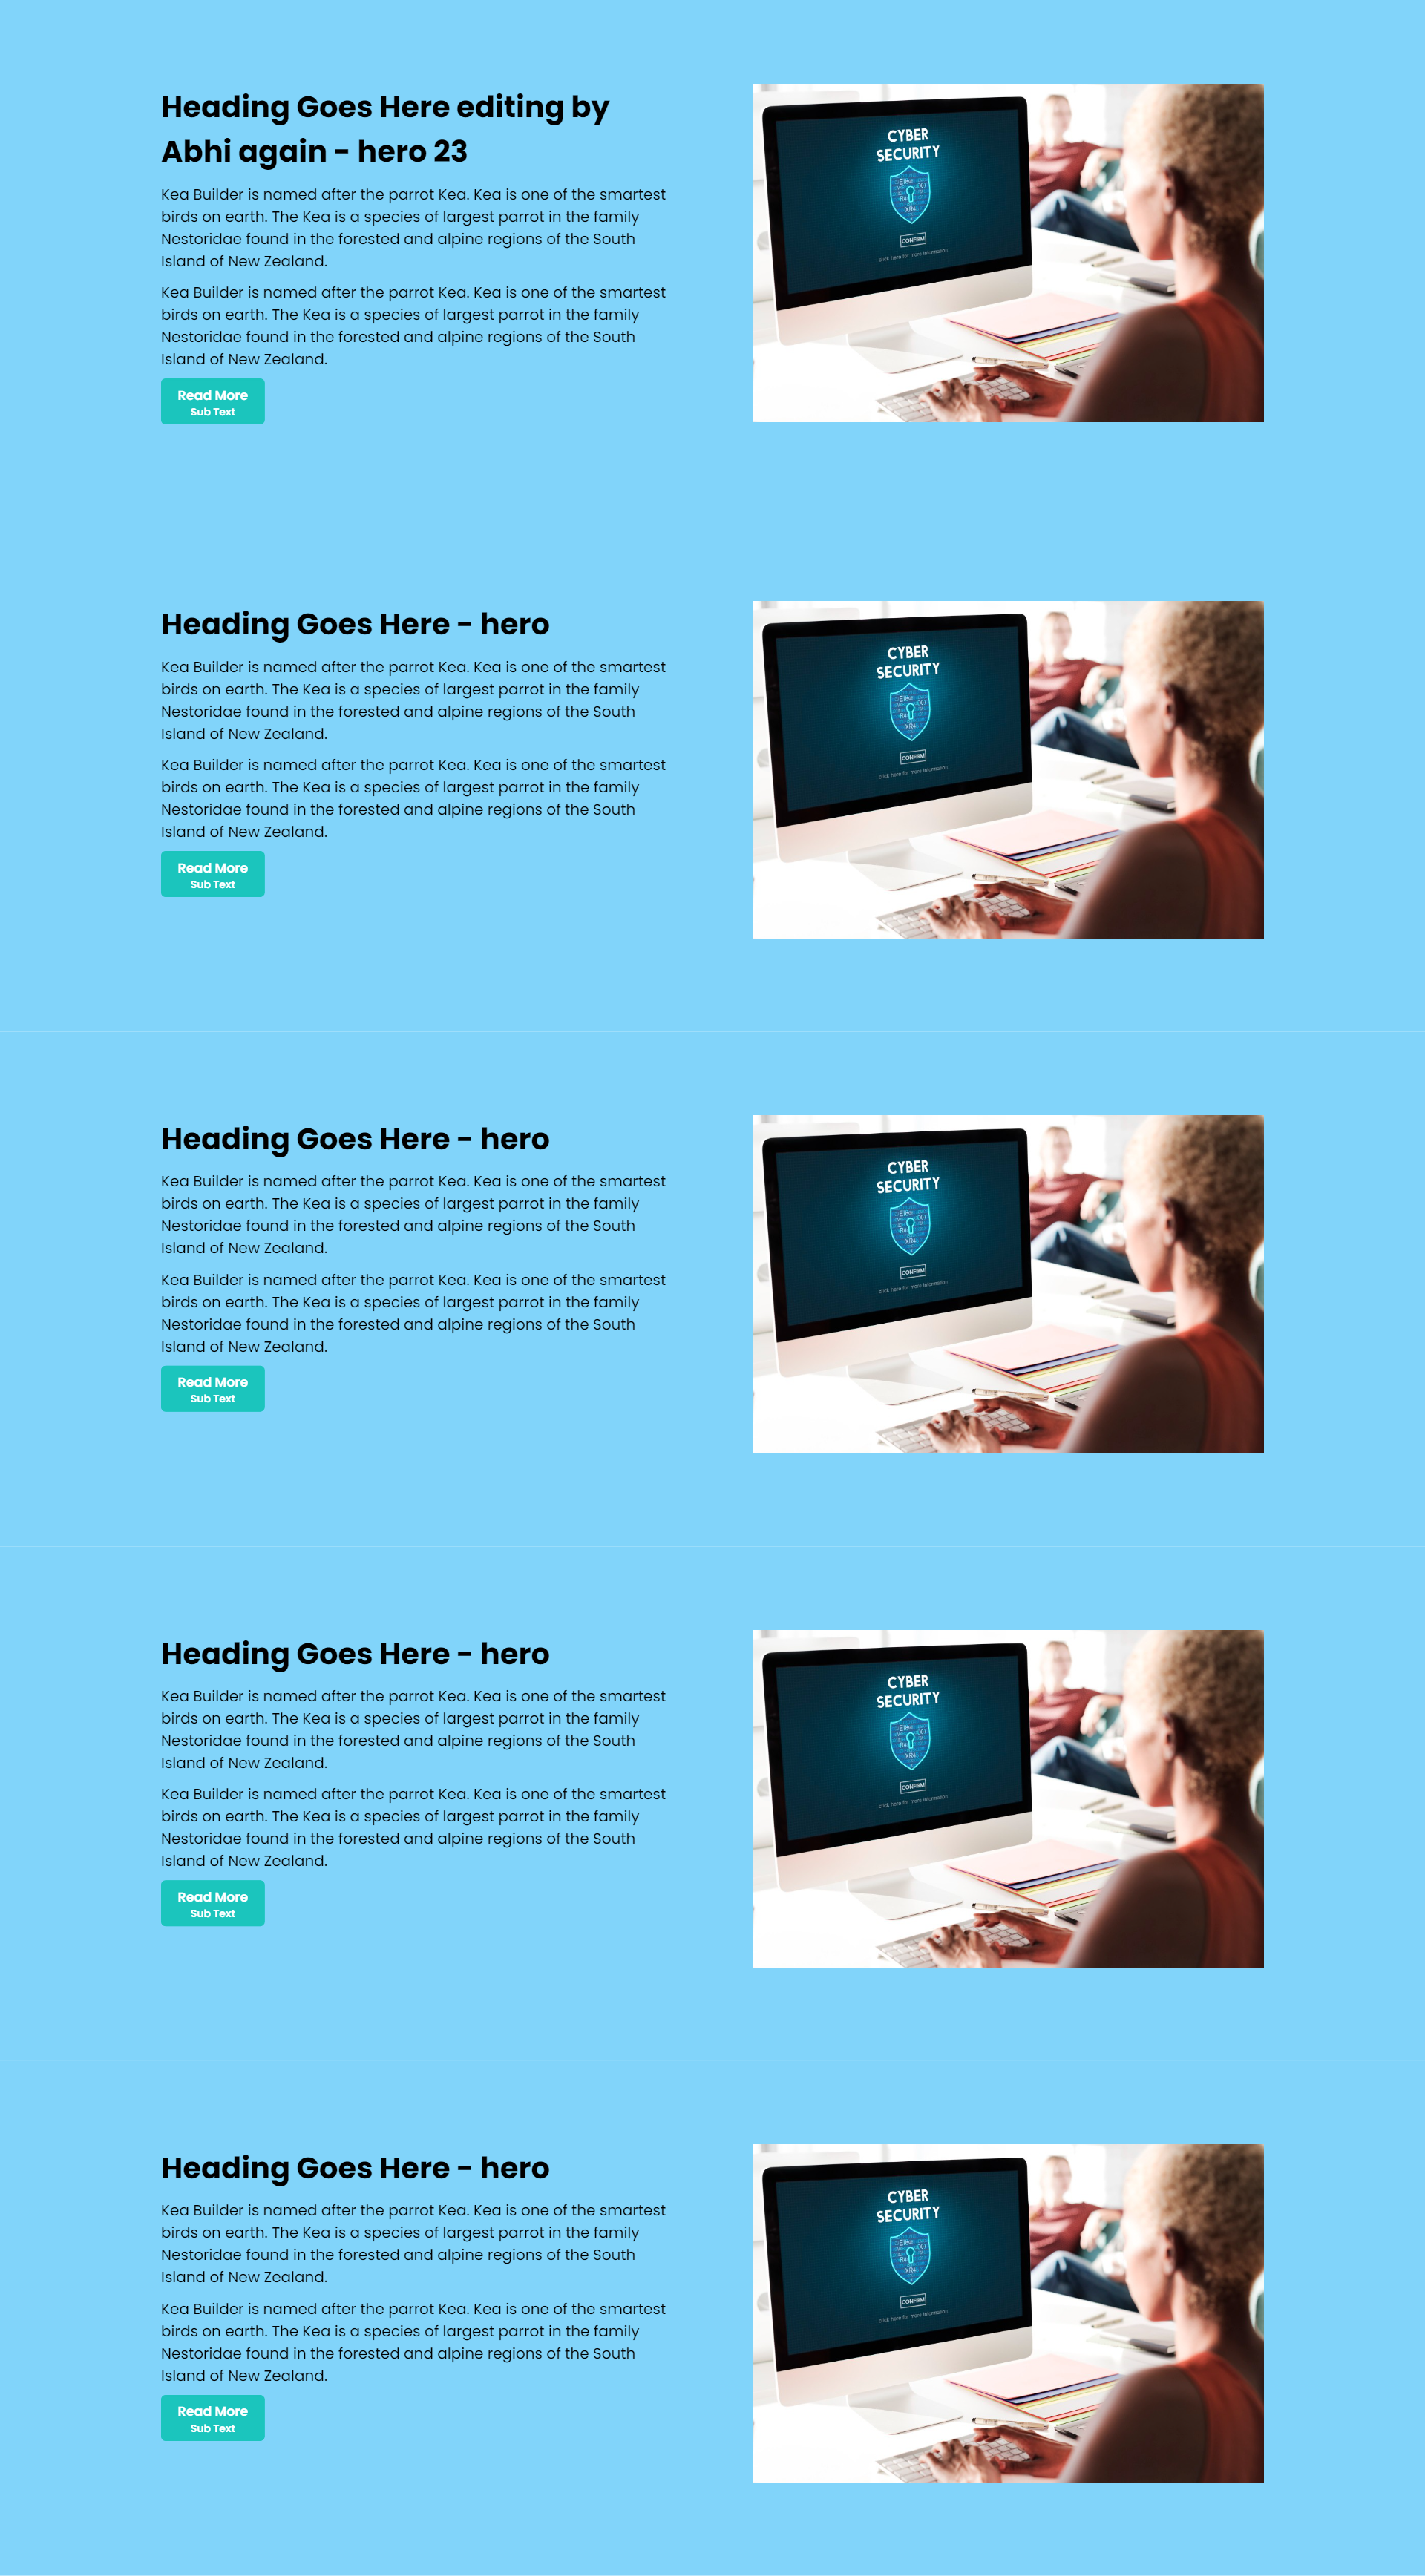 Heading Goes Here editing by
Abhi again - hero 23
Kea Builder is named after the parrot Kea. Kea is one of the smartest
birds on earth. The Kea is a species of largest parrot in the family
Nestoridae found in the forested and alpine regions of the South
Island of New Zealand.
Kea Builder is named after the parrot Kea. Kea is one of the smartest
birds on earth. The Kea is a species of largest parrot in the family
Nestoridae found in the forested and alpine regions of the South
Island of New Zealand.
Read More
Sub Text
CYBER
SECURITY
CONFIRM
click here for more information
Heading Goes Here - hero
Kea Builder is named after the parrot Kea. Kea is one of the smartest
birds on earth. The Kea is a species of largest parrot in the family
Nestoridae found in the forested and alpine regions of the South
Island of New Zealand.
Kea Builder is named after the parrot Kea. Kea is one of the smartest
birds on earth. The Kea is a species of largest parrot in the family
Nestoridae found in the forested and alpine regions of the South
Island of New Zealand.
Read More
Sub Text
CYBER
SECURITY
CONFIRM
click here for more information
Heading Goes Here - hero
Kea Builder is named after the parrot Kea. Kea is one of the smartest
birds on earth. The Kea is a species of largest parrot in the family
Nestoridae found in the forested and alpine regions of the South
Island of New Zealand.
Kea Builder is named after the parrot Kea. Kea is one of the smartest
birds on earth. The Kea is a species of largest parrot in the family
Nestoridae found in the forested and alpine regions of the South
Island of New Zealand.
Read More
Sub Text
CYBER
SECURITY
CONFIRM
click here for more information
Heading Goes Here - hero
Kea Builder is named after the parrot Kea. Kea is one of the smartest
birds on earth. The Kea is a species of largest parrot in the family
Nestoridae found in the forested and alpine regions of the South
Island of New Zealand.
Kea Builder is named after the parrot Kea. Kea is one of the smartest
birds on earth. The Kea is a species of largest parrot in the family
Nestoridae found in the forested and alpine regions of the South
Island of New Zealand.
Read More
Sub Text
CYBER
SECURITY
CONFIRM
click here for more information
Heading Goes Here - hero
Kea Builder is named after the parrot Kea. Kea is one of the smartest
birds on earth. The Kea is a species of largest parrot in the family
Nestoridae found in the forested and alpine regions of the South
Island of New Zealand.
Kea Builder is named after the parrot Kea. Kea is one of the smartest
birds on earth. The Kea is a species of largest parrot in the family
Nestoridae found in the forested and alpine regions of the South
Island of New Zealand.
Read More
Sub Text
CYBER
SECURITY
CONFIRM
click here for more information